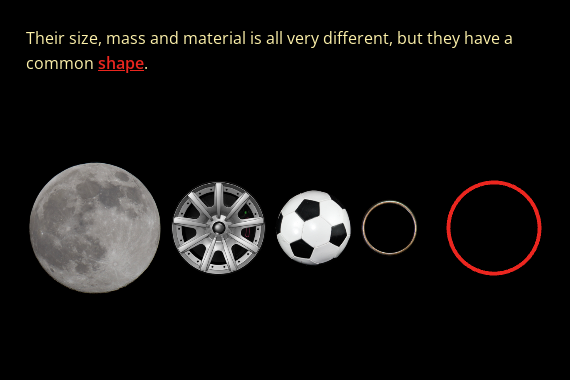 Their size, mass and material is all very different, but they have a
common shape.